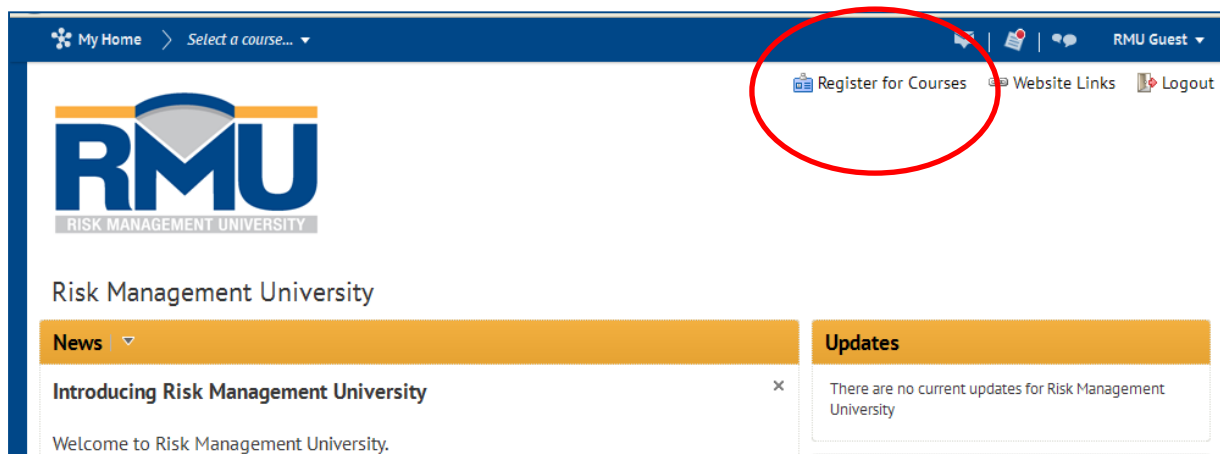 My Home Select a course... RMU Guest
Register for Courses Website Links Logout
RMU
RISK MANAGEMENT UNIVERSITY
Risk Management University
News
Introducing Risk Management University
Welcome to Risk Management University.
Updates
There are no current updates for Risk Management
University